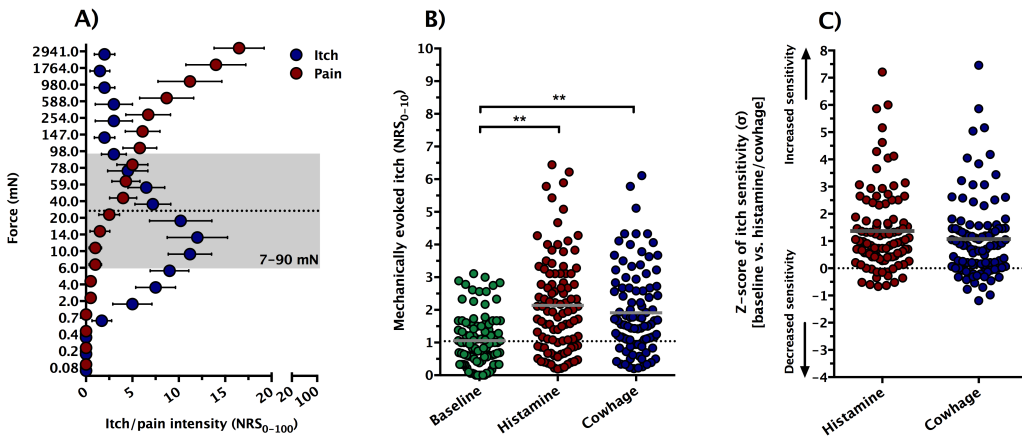 A)
2941.0
1764.0
980.0
588.0
254.0
147.0
98.0
78.0
59.0
40.0
20.0
14.0
10.0
6.0
4.0
2.0
0.7
0.4
0.2
0.08
Force (mN)
Itch
Pain
7–90 mN
0 5 10 15 20 20 100
Itch/pain intensity (NRS0–100)
B)
10
9
8
7
6
5
4
3
2
1
0
Mechanically evoked itch (NRS0–10)
**
**
Baseline
Histamine
Cowhage
C)
8
7
6
5
4
3
2
1
0
−1
−2
−3
−4
Z-score of itch sensitivity (σ)
[baseline vs. histamine/cowhage]
Increased sensitivity
Decreased sensitivity
Histamine
Cowhage